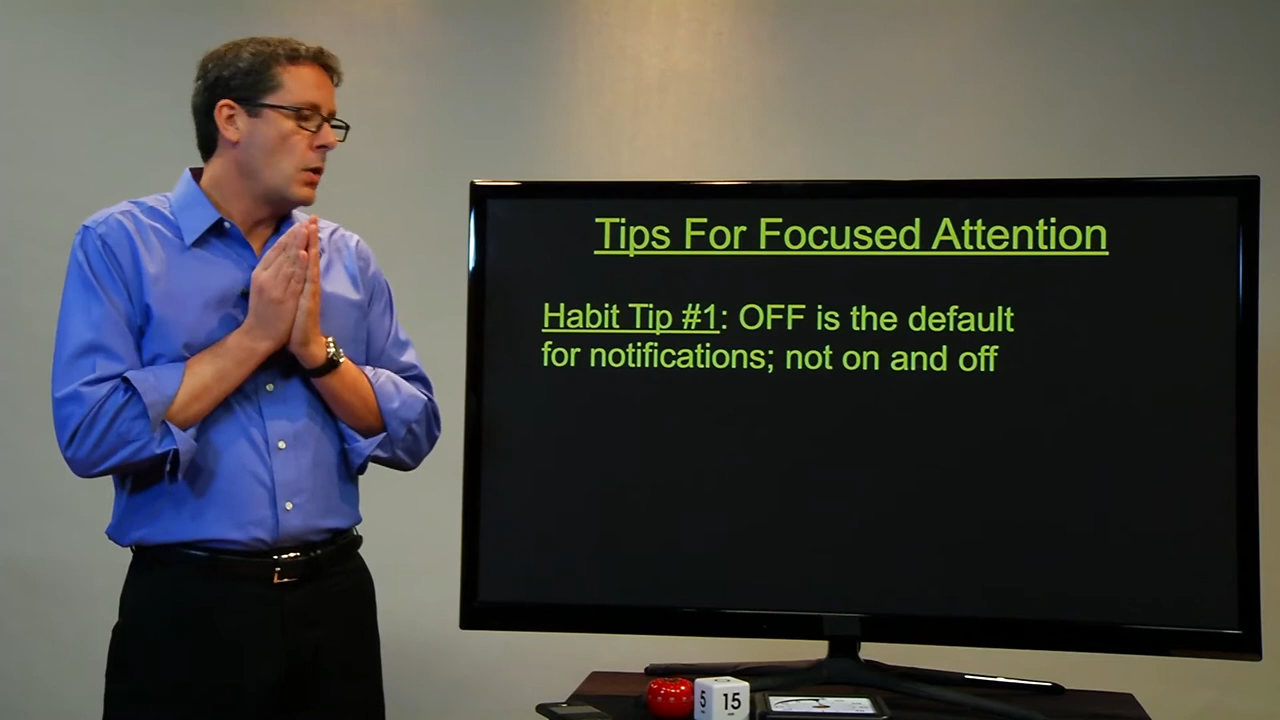 Tips For Focused Attention
Habit Tip #1: OFF is the default
for notifications; not on and off
5 15